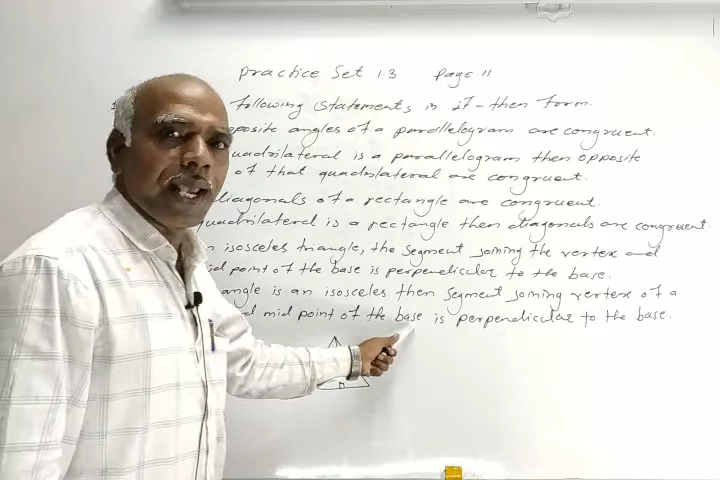 Practice Set 1.3 Page 11
following statements in if-then form.
opposite angles of a parallelogram are congruent.
quadrilateral is a parallelogram then opposite
of that quadrilateral are congruent.
diagonals of a rectangle are congruent.
quadrilateral is a rectangle then diagonals are congruent.
n isosceles triangle, the segment joining the vertex and
mid point of the base is perpendicular to the base.
angle is an isosceles then segment joining vertex of a
mid point of the base is perpendicular to the base.